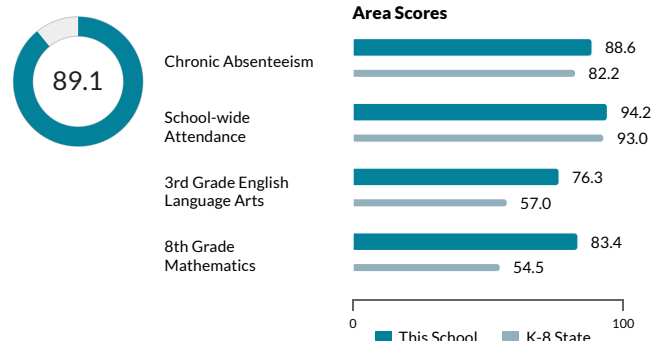 Area Scores
89.1
Chronic Absenteeism
88.6
82.2
School-wide
Attendance
94.2
93.0
3rd Grade English
Language Arts
76.3
57.0
8th Grade
Mathematics
83.4
54.5
0
100
This School
K-8 State